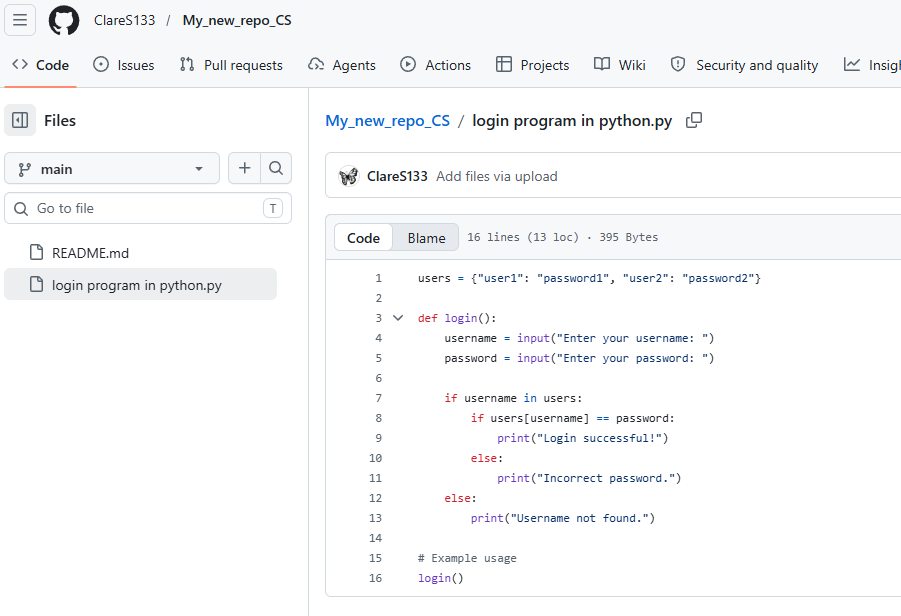 ClareS133 / My_new_repo_CS
Code Issues Pull requests Agents Actions Projects Wiki Security and quality
Files
main
Go to file T
README.md
login program in python.py
My_new_repo_CS / login program in python.py
ClareS133 Add files via upload
Code Blame 16 lines (13 loc) · 395 Bytes
1 users = {"user1": "password1", "user2": "password2"}
2
3 def login():
4     username = input("Enter your username: ")
5     password = input("Enter your password: ")
6
7     if username in users:
8         if users[username] == password:
9             print("Login successful!")
10         else:
11             print("Incorrect password.")
12     else:
13         print("Username not found.")
14
15 # Example usage
16 login()